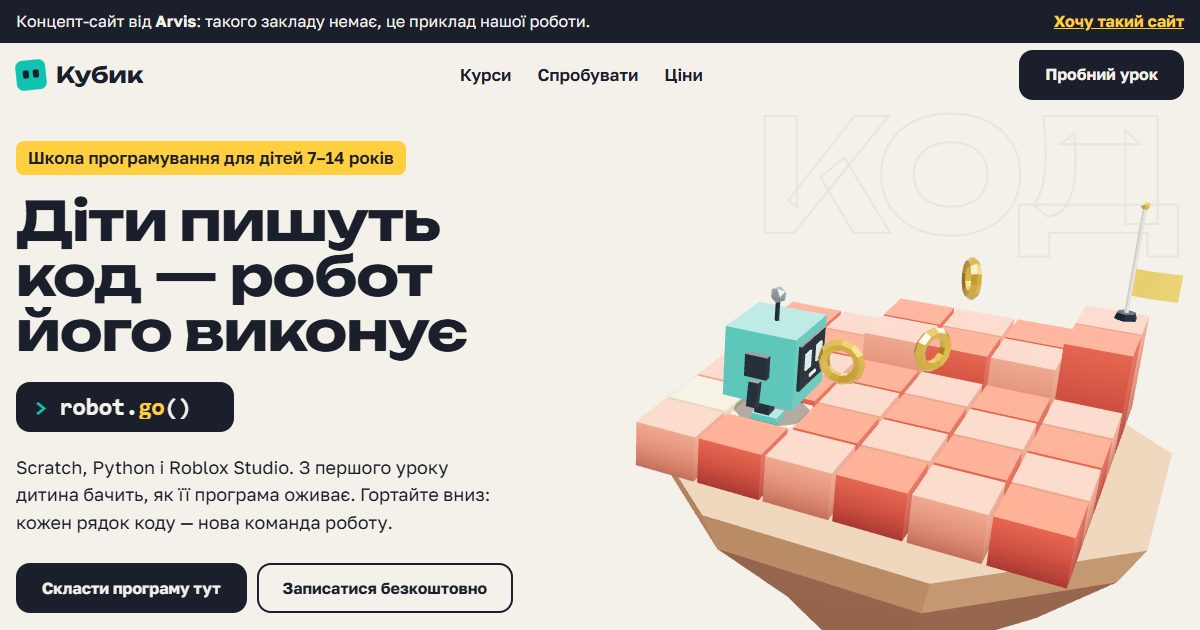 Концепт-сайт від Arvis: такого закладу немає, це приклад нашої роботи.
Хочу такий сайт
Кубик
Курси
Спробувати
Ціни
Пробний урок
КОД
Школа програмування для дітей 7–14 років
Діти пишуть
код — робот
його виконує
> robot.go()
Scratch, Python і Roblox Studio. З першого уроку
дитина бачить, як її програма оживає. Гортайте вниз:
кожен рядок коду — нова команда роботу.
Скласти програму тут
Записатися безкоштовно